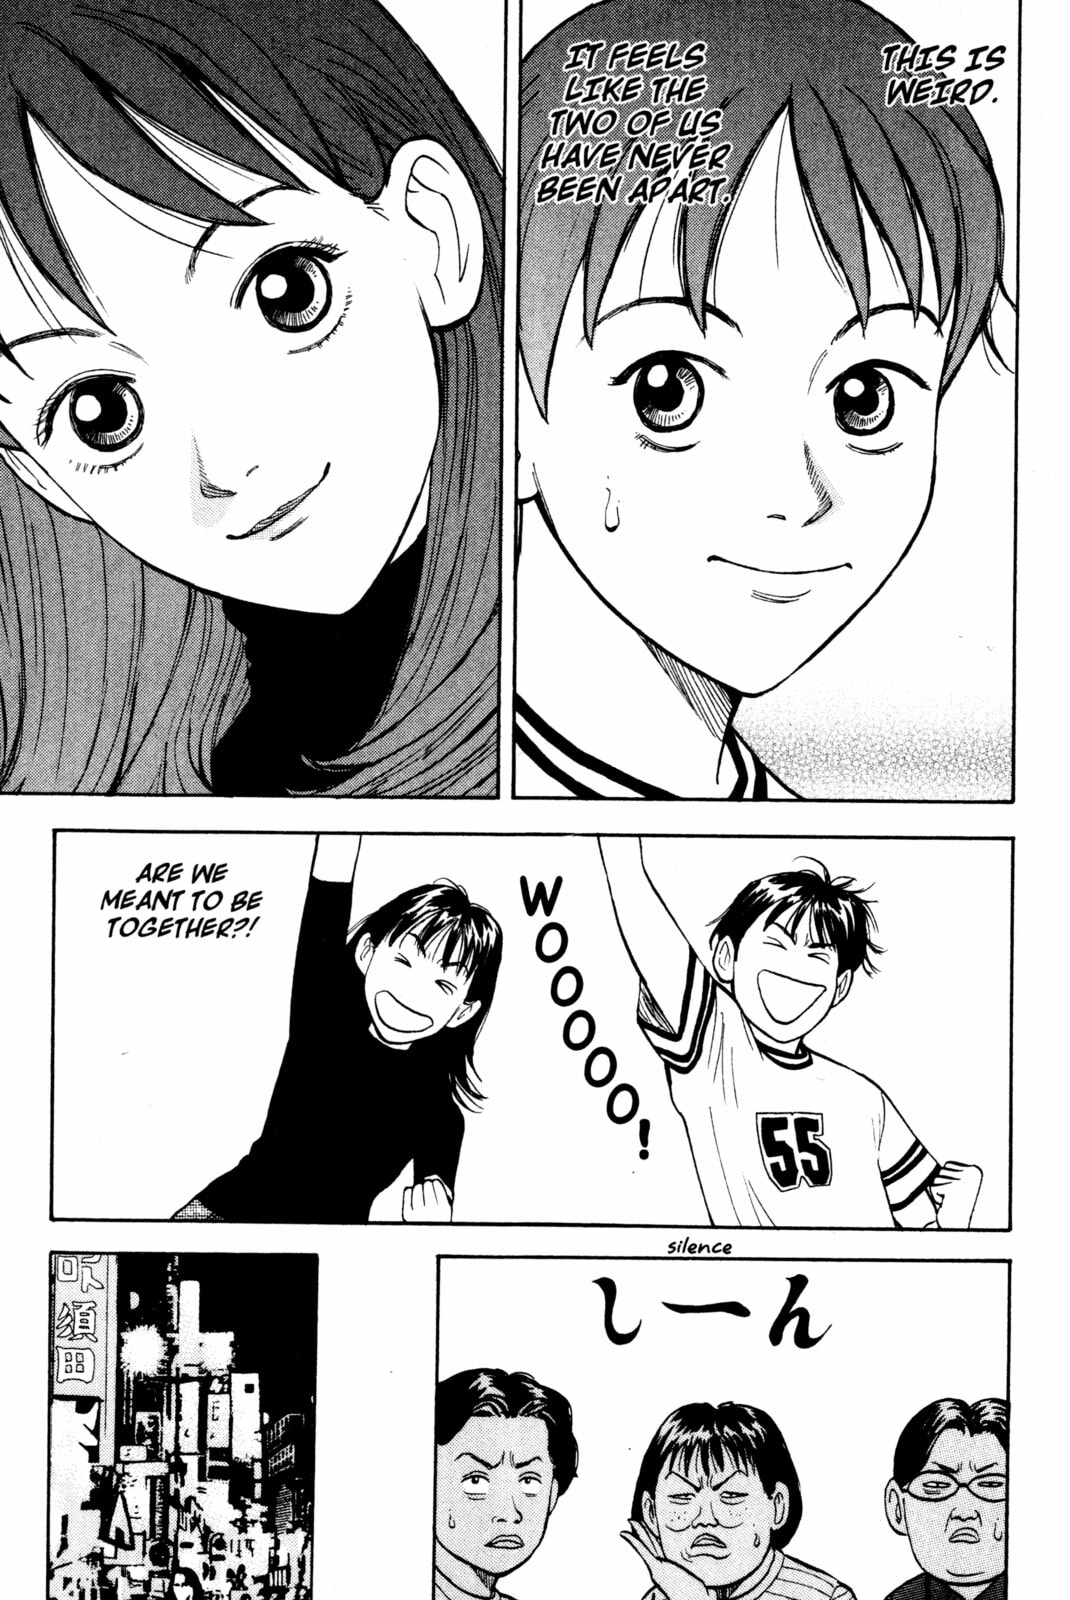 THIS IS
WEIRD.
IT FEELS
LIKE THE
TWO OF US
HAVE NEVER
BEEN APART.
WOOOOO!
55
ARE WE
MEANT TO BE
TOGETHER?!
silence
しーん
須
田